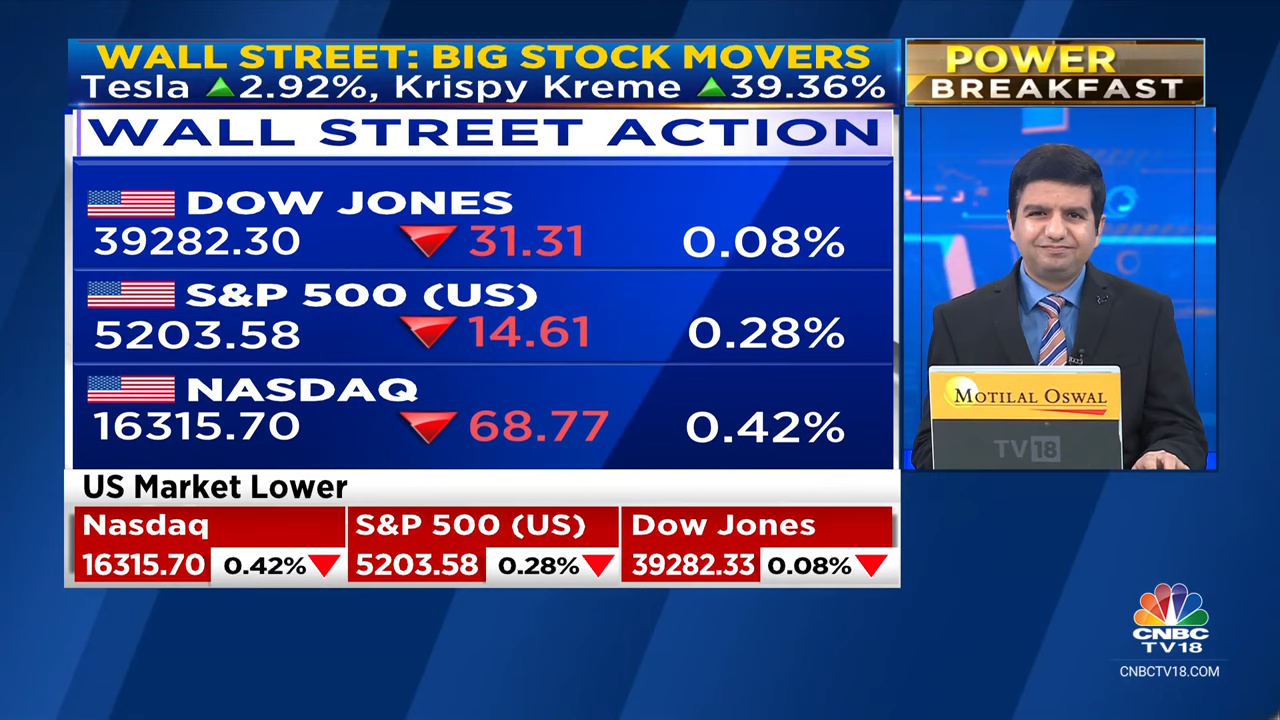 WALL STREET: BIG STOCK MOVERS
Tesla ▲2.92%, Krispy Kreme ▲39.36%
POWER
BREAKFAST
WALL STREET ACTION
DOW JONES
39282.30 ▼ 31.31 0.08%
S&P 500 (US)
5203.58 ▼ 14.61 0.28%
NASDAQ
16315.70 ▼ 68.77 0.42%
MOTILAL OSWAL
TV18
US Market Lower
Nasdaq S&P 500 (US) Dow Jones
16315.70 0.42% ▼ 5203.58 0.28% ▼ 39282.33 0.08% ▼
CNBC
TV18
CNBCTV18.COM